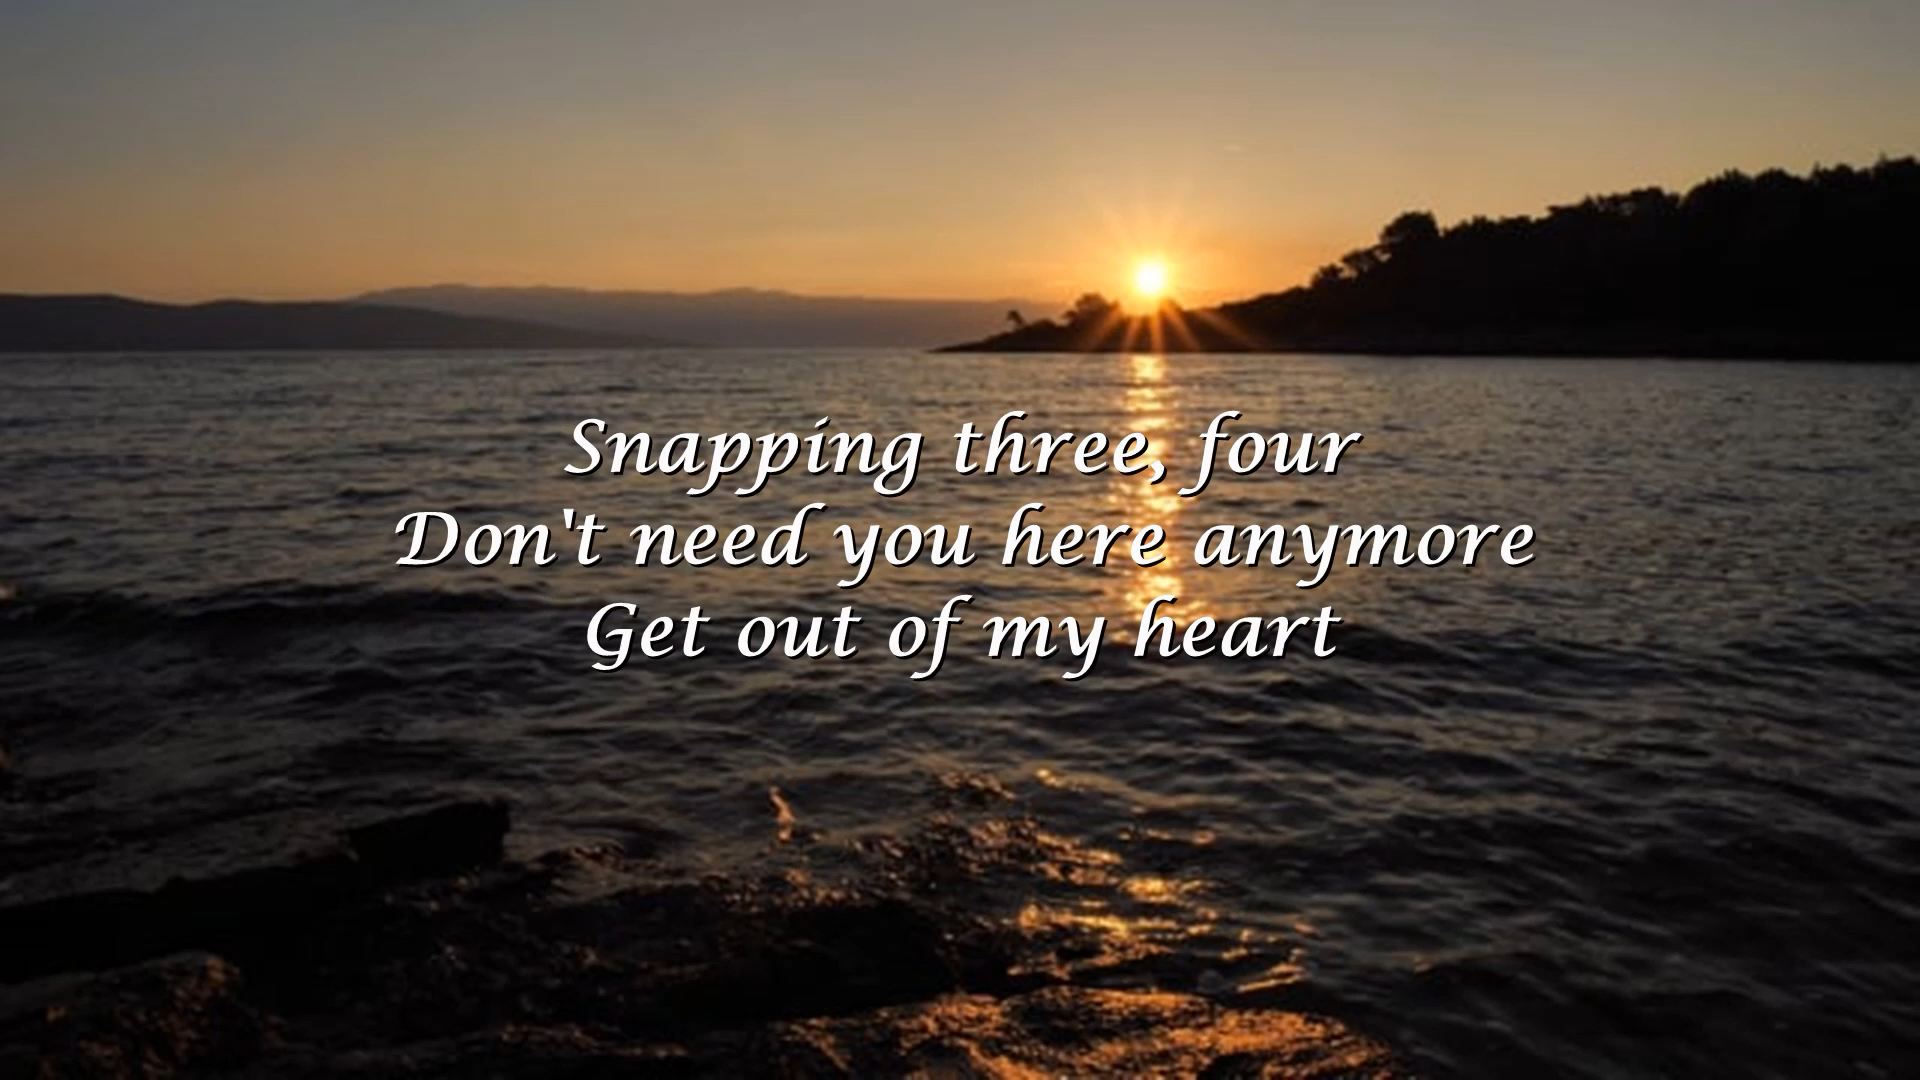 Snapping three, four
Don't need you here anymore
Get out of my heart